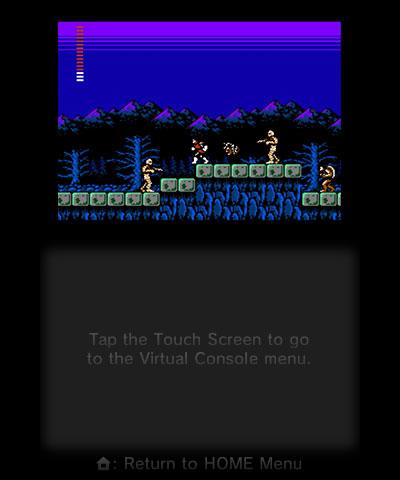 Tap the Touch Screen to go
to the Virtual Console menu.
: Return to HOME Menu